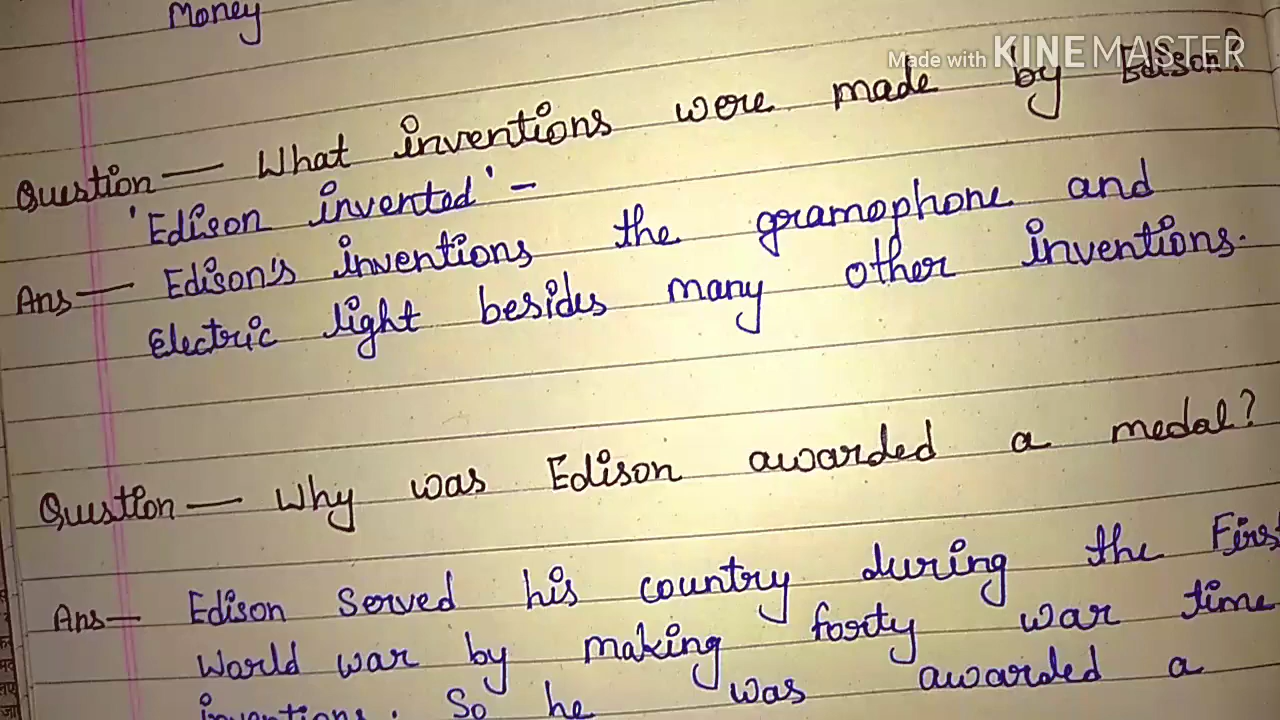 Money
Made with KINEMASTER
Question — What inventions were made by Edison?
'Edison invented' -
Ans — Edison's inventions the gramophone and
Electric light besides many other inventions.
Question — Why was Edison awarded a medal?
Ans — Edison served his country during the First
World war by making forty war time
inventions. So he was awarded a